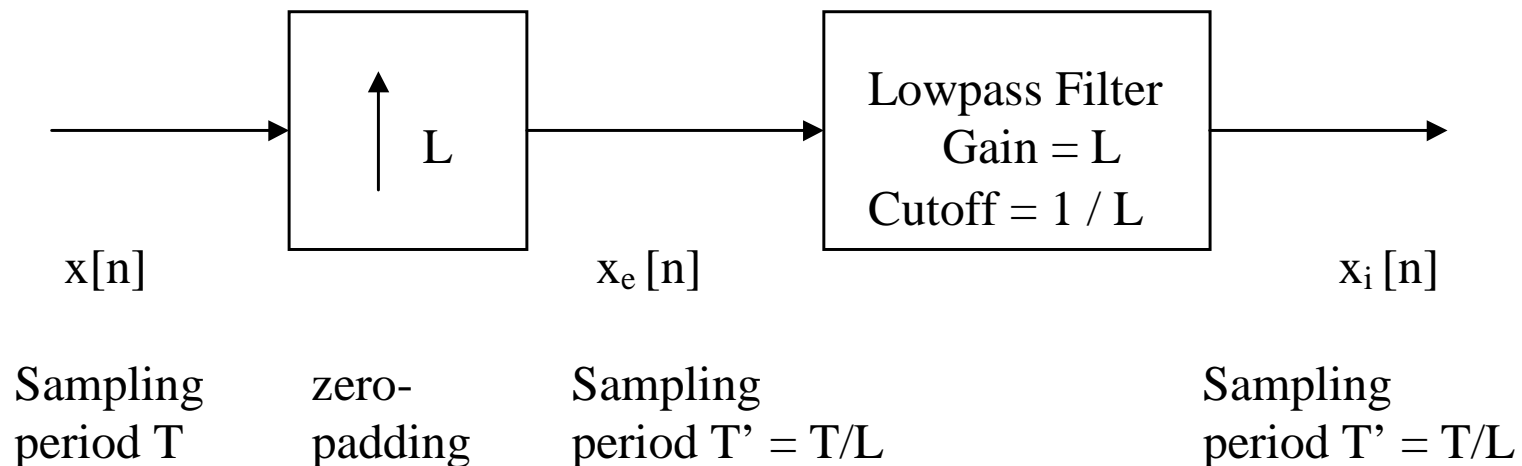 Lowpass Filter
Gain = L
L
Cutoff = 1 / L
x[n]
xₑ [n]
xᵢ [n]
Sampling
period T
zero-
padding
Sampling
period T’ = T/L
Sampling
period T’ = T/L